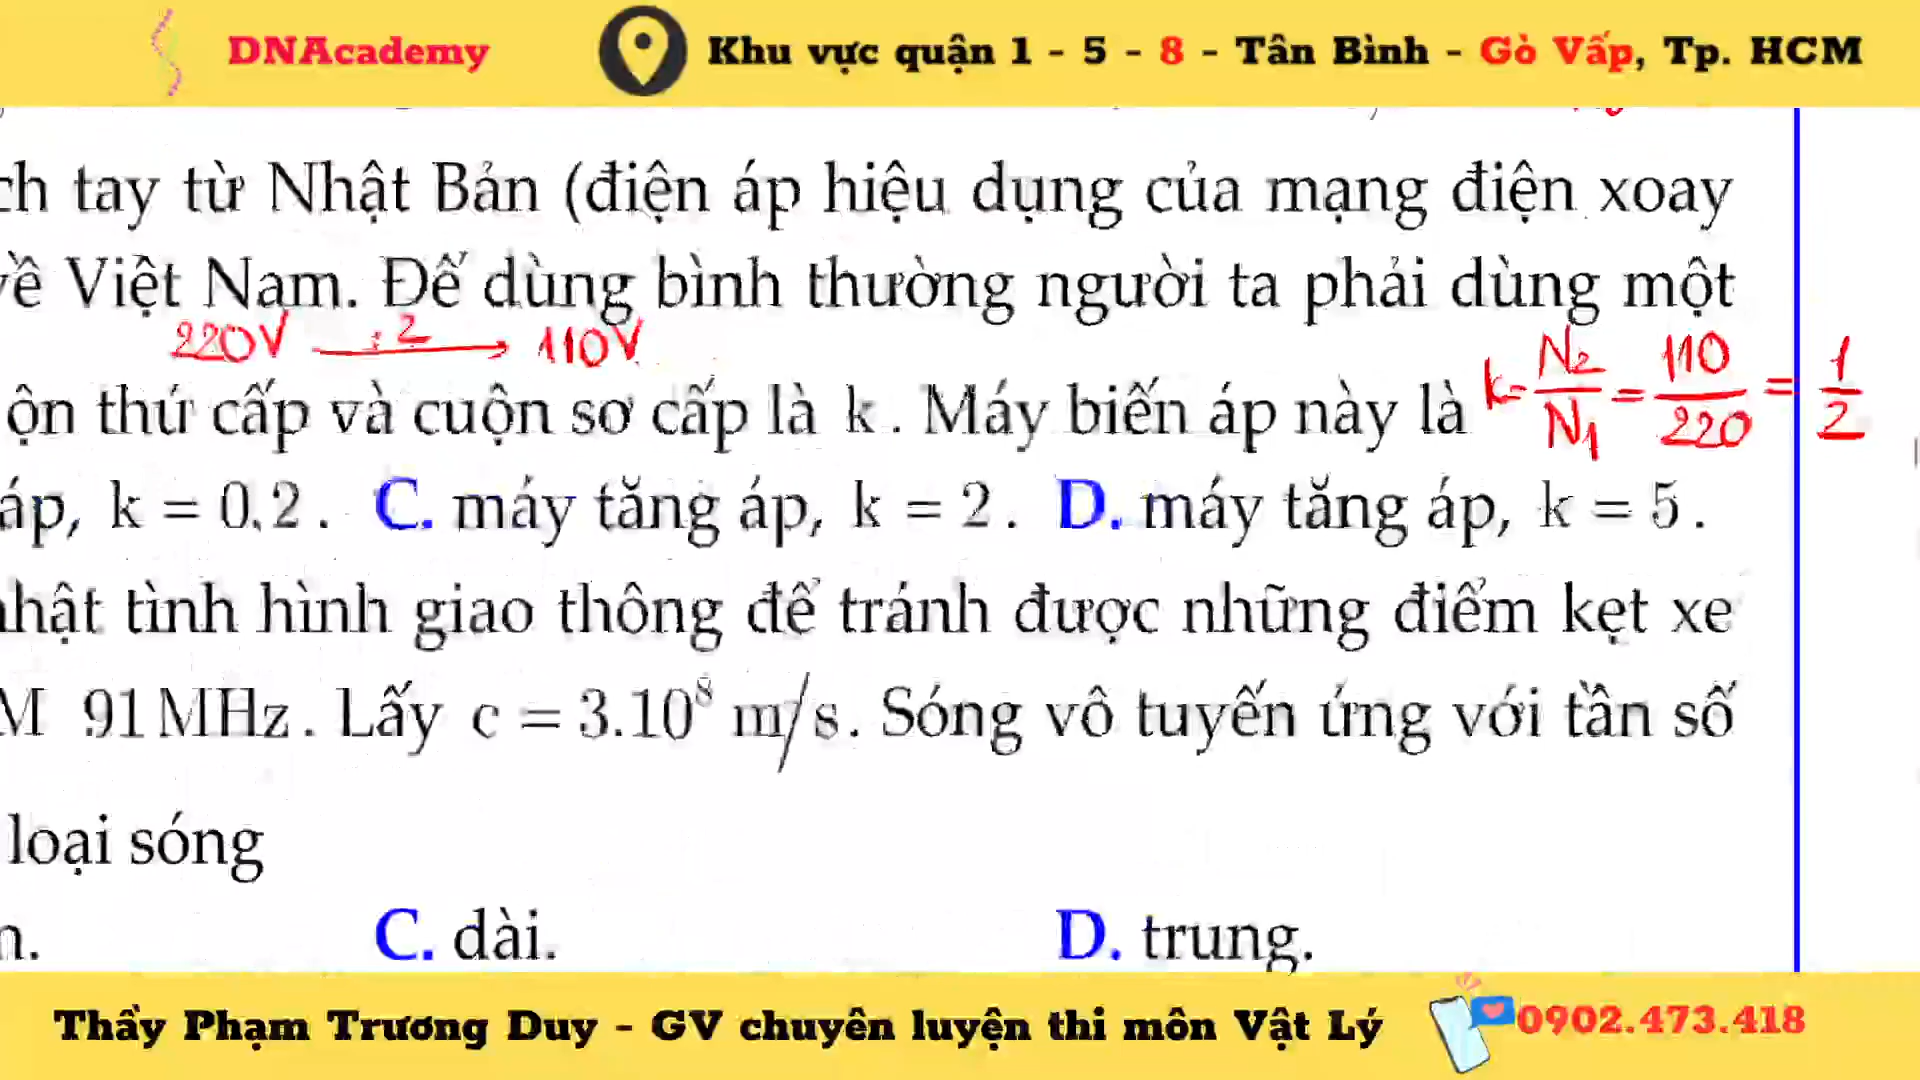 DNAcademy
Khu vực quận 1 - 5 - 8 - Tân Bình - Gò Vấp, Tp. HCM
tay từ Nhật Bản (điện áp hiệu dụng của mạng điện xoay
về Việt Nam. Để dùng bình thường người ta phải dùng một
220V :2 → 110V
k = N2/N1 = 110/220 = 1/2
thứ cấp và cuộn sơ cấp là k. Máy biến áp này là
áp, k = 0,2. C. máy tăng áp, k = 2. D. máy tăng áp, k = 5.
nhật tình hình giao thông để tránh được những điểm kẹt xe
91MHz. Lấy c = 3.10⁸ m/s. Sóng vô tuyến ứng với tần số
loại sóng
C. dài. D. trung.
Thầy Phạm Trương Duy - GV chuyên luyện thi môn Vật Lý
0902.473.418